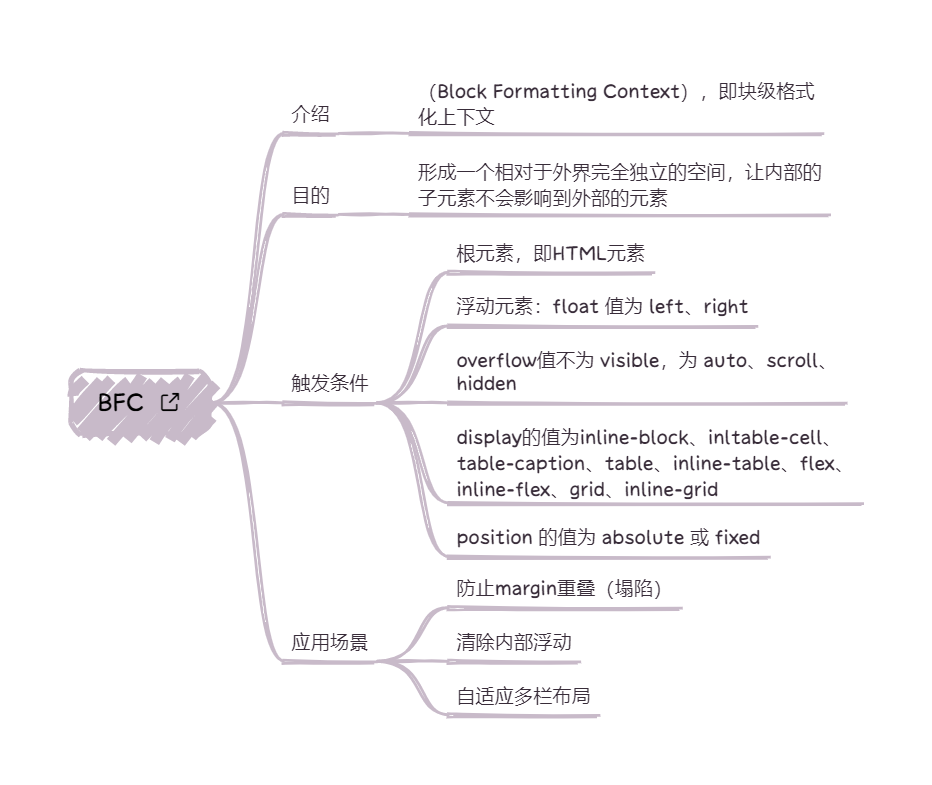 BFC
介绍
（Block Formatting Context），即块级格式
化上下文
目的
形成一个相对于外界完全独立的空间，让内部的
子元素不会影响到外部的元素
触发条件
根元素，即HTML元素
浮动元素：float 值为 left、right
overflow值不为 visible，为 auto、scroll、
hidden
display的值为inline-block、inltable-cell、
table-caption、table、inline-table、flex、
inline-flex、grid、inline-grid
position 的值为 absolute 或 fixed
应用场景
防止margin重叠（塌陷）
清除内部浮动
自适应多栏布局